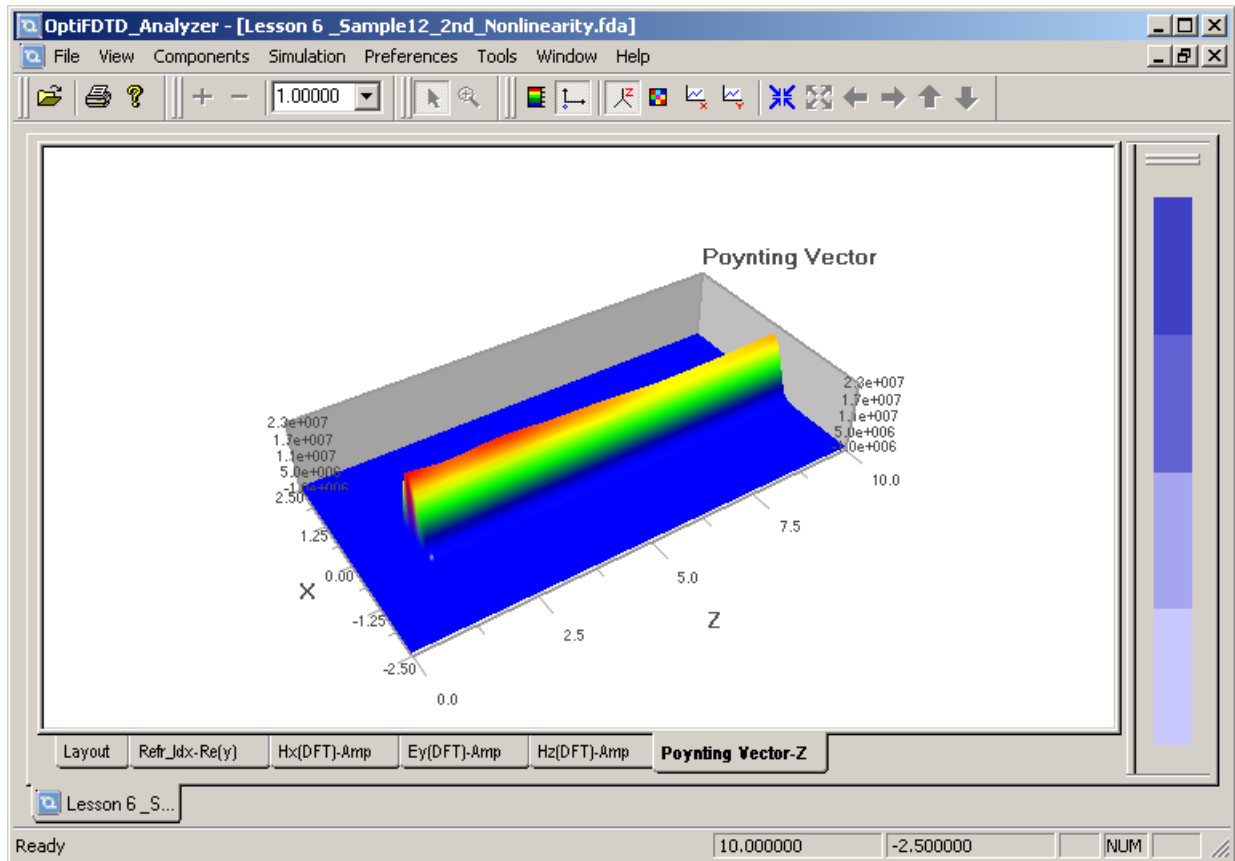 OptiFDTD_Analyzer - [Lesson 6 _Sample12_2nd_Nonlinearity.fda]
File View Components Simulation Preferences Tools Window Help
1.00000
Poynting Vector
2.3e+007
1.7e+007
1.1e+007
5.0e+006
2.3e+007
1.7e+007
1.1e+007
5.0e+006
2.50
1.25
0.00
-1.25
-2.50
X
0.0
2.5
5.0
7.5
10.0
Z
Layout Refr_Idx-Re(y) Hx(DFT)-Amp Ey(DFT)-Amp Hz(DFT)-Amp Poynting Vector-Z
Lesson 6 _S...
Ready 10.000000 -2.500000 NUM